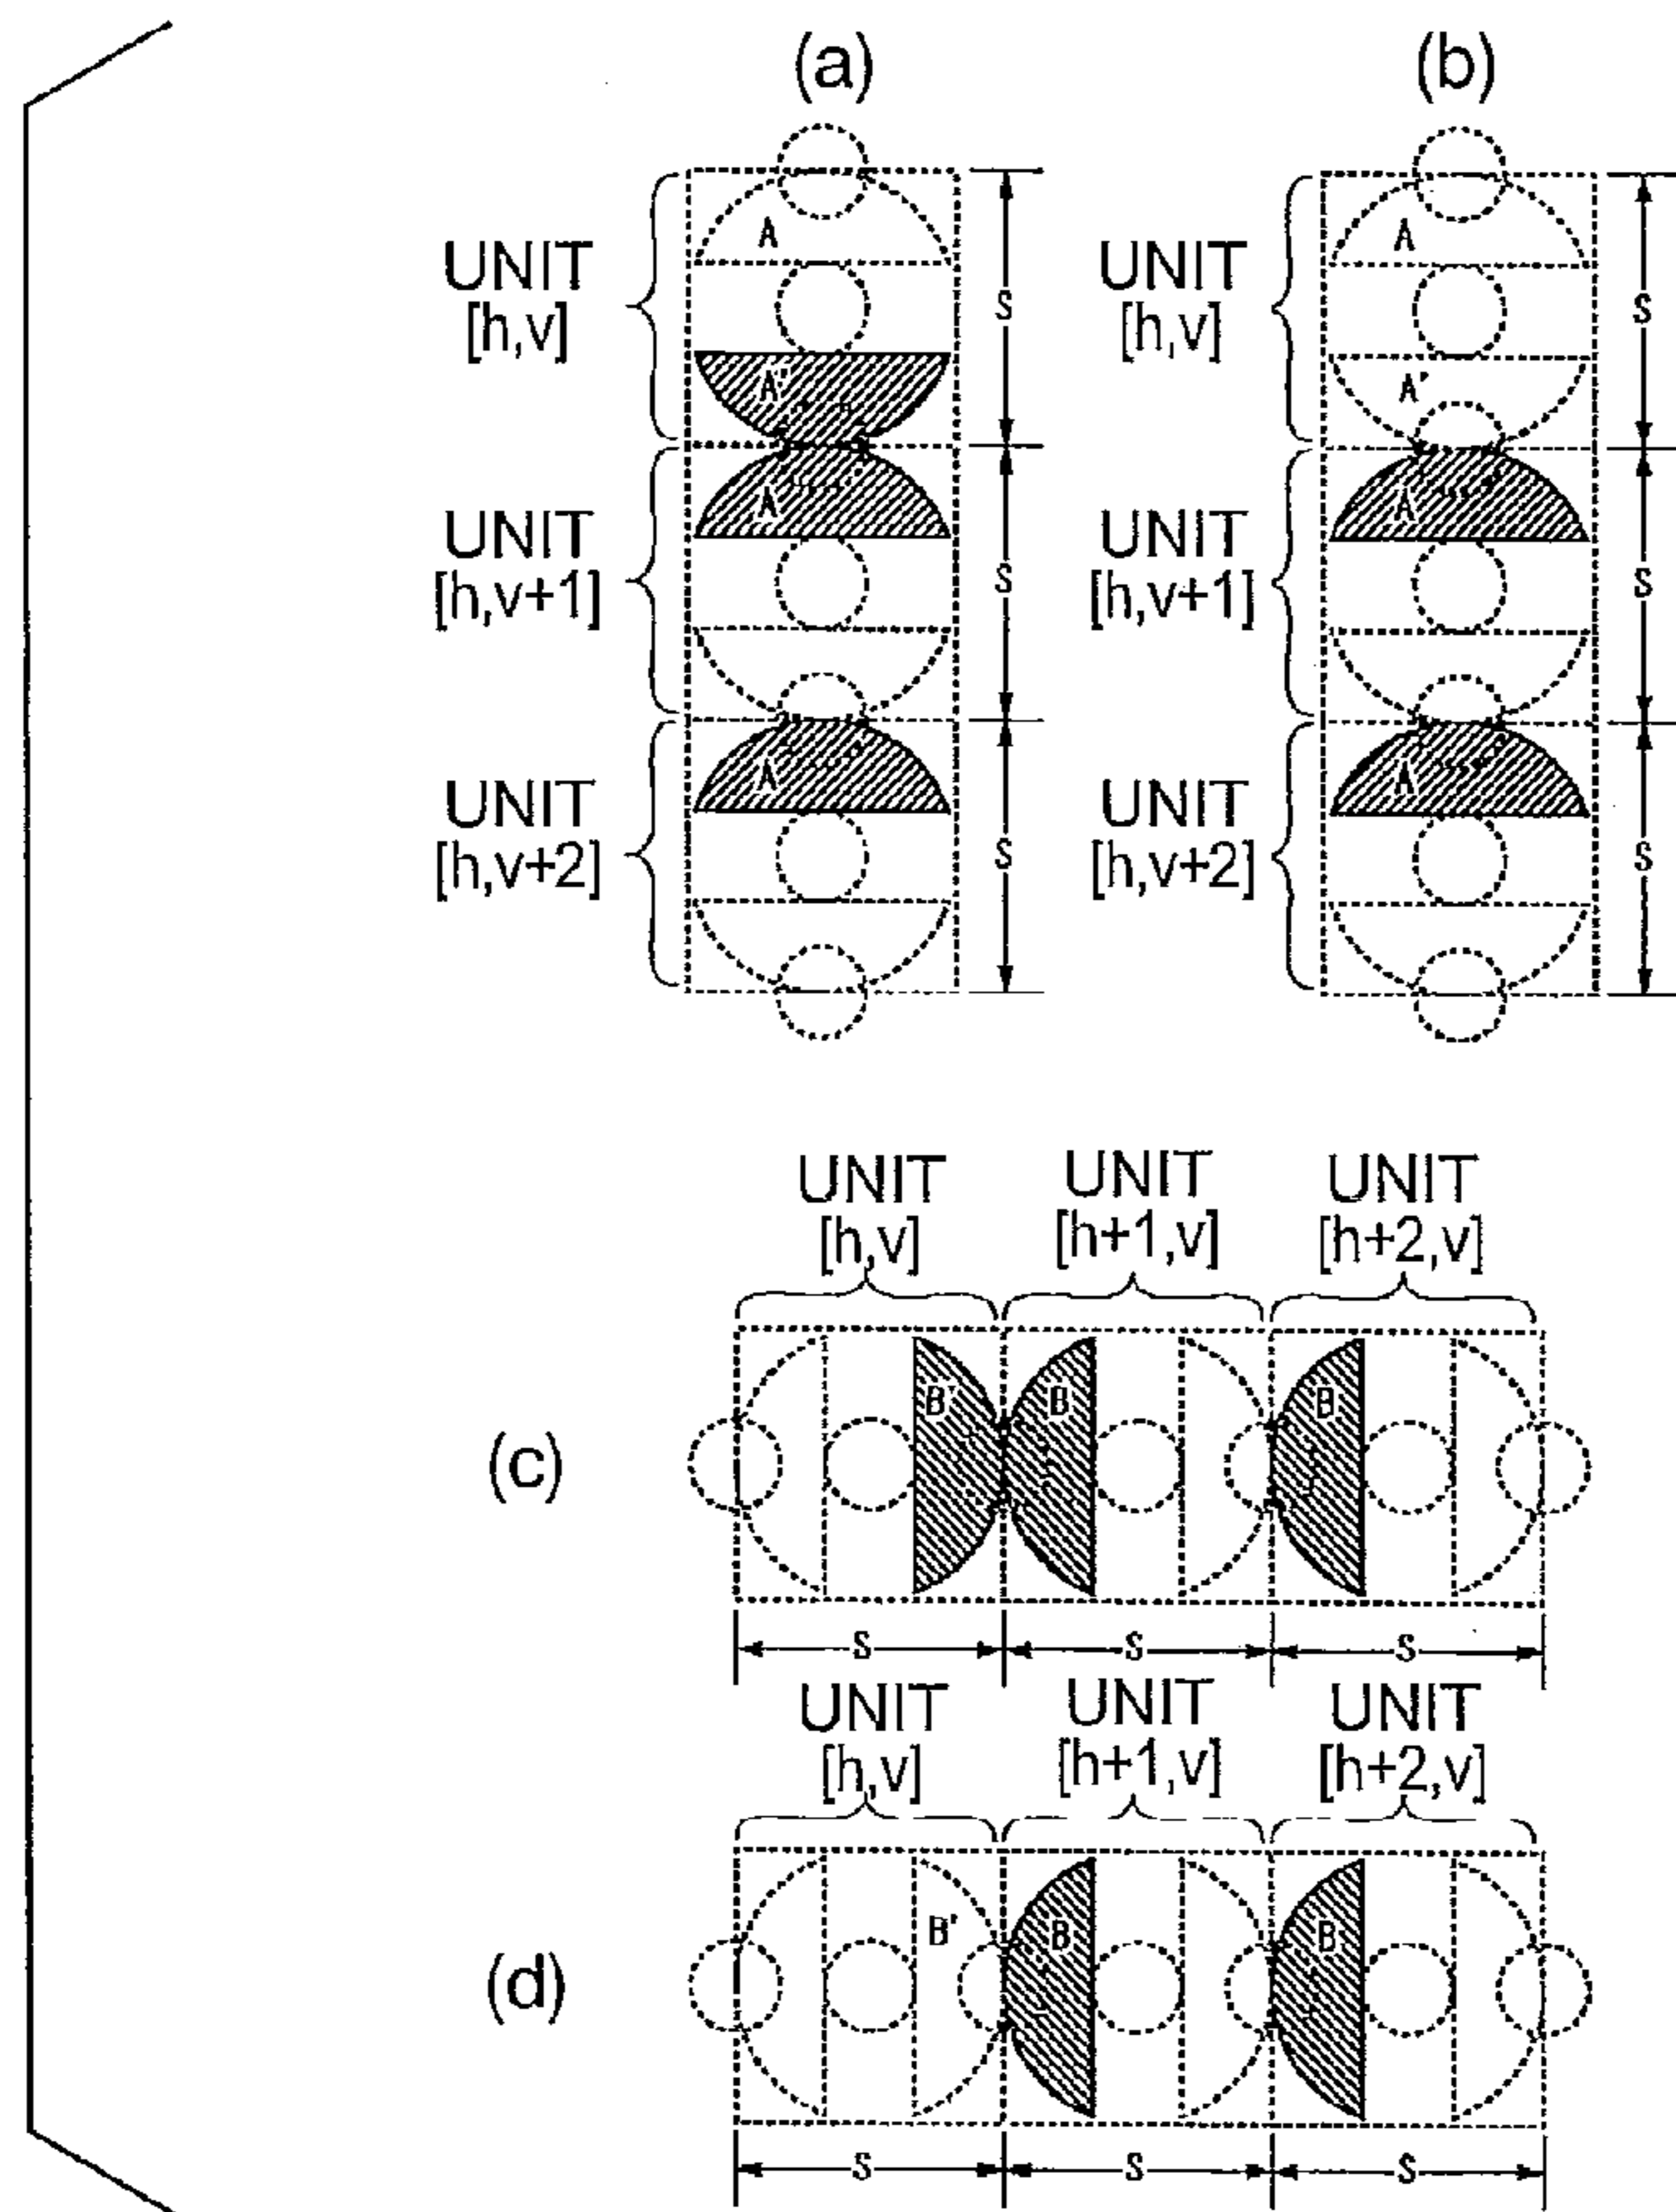 (a)
(b)
UNIT
[h,v]
A
S
A'
UNIT
[h,v+1]
A
S
UNIT
[h,v+2]
A
S
UNIT
[h,v]
A
S
A'
UNIT
[h,v+1]
A
S
UNIT
[h,v+2]
A
S
UNIT
[h,v]
UNIT
[h+1,v]
UNIT
[h+2,v]
(c)
B'
B
B
S
S
S
UNIT
[h,v]
UNIT
[h+1,v]
UNIT
[h+2,v]
(d)
B'
B
B
S
S
S